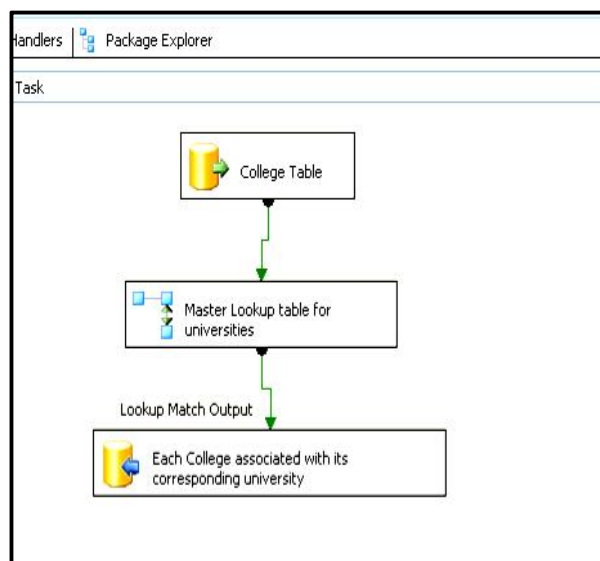 Handlers Package Explorer
Task
College Table
Master Lookup table for
universities
Lookup Match Output
Each College associated with its
corresponding university